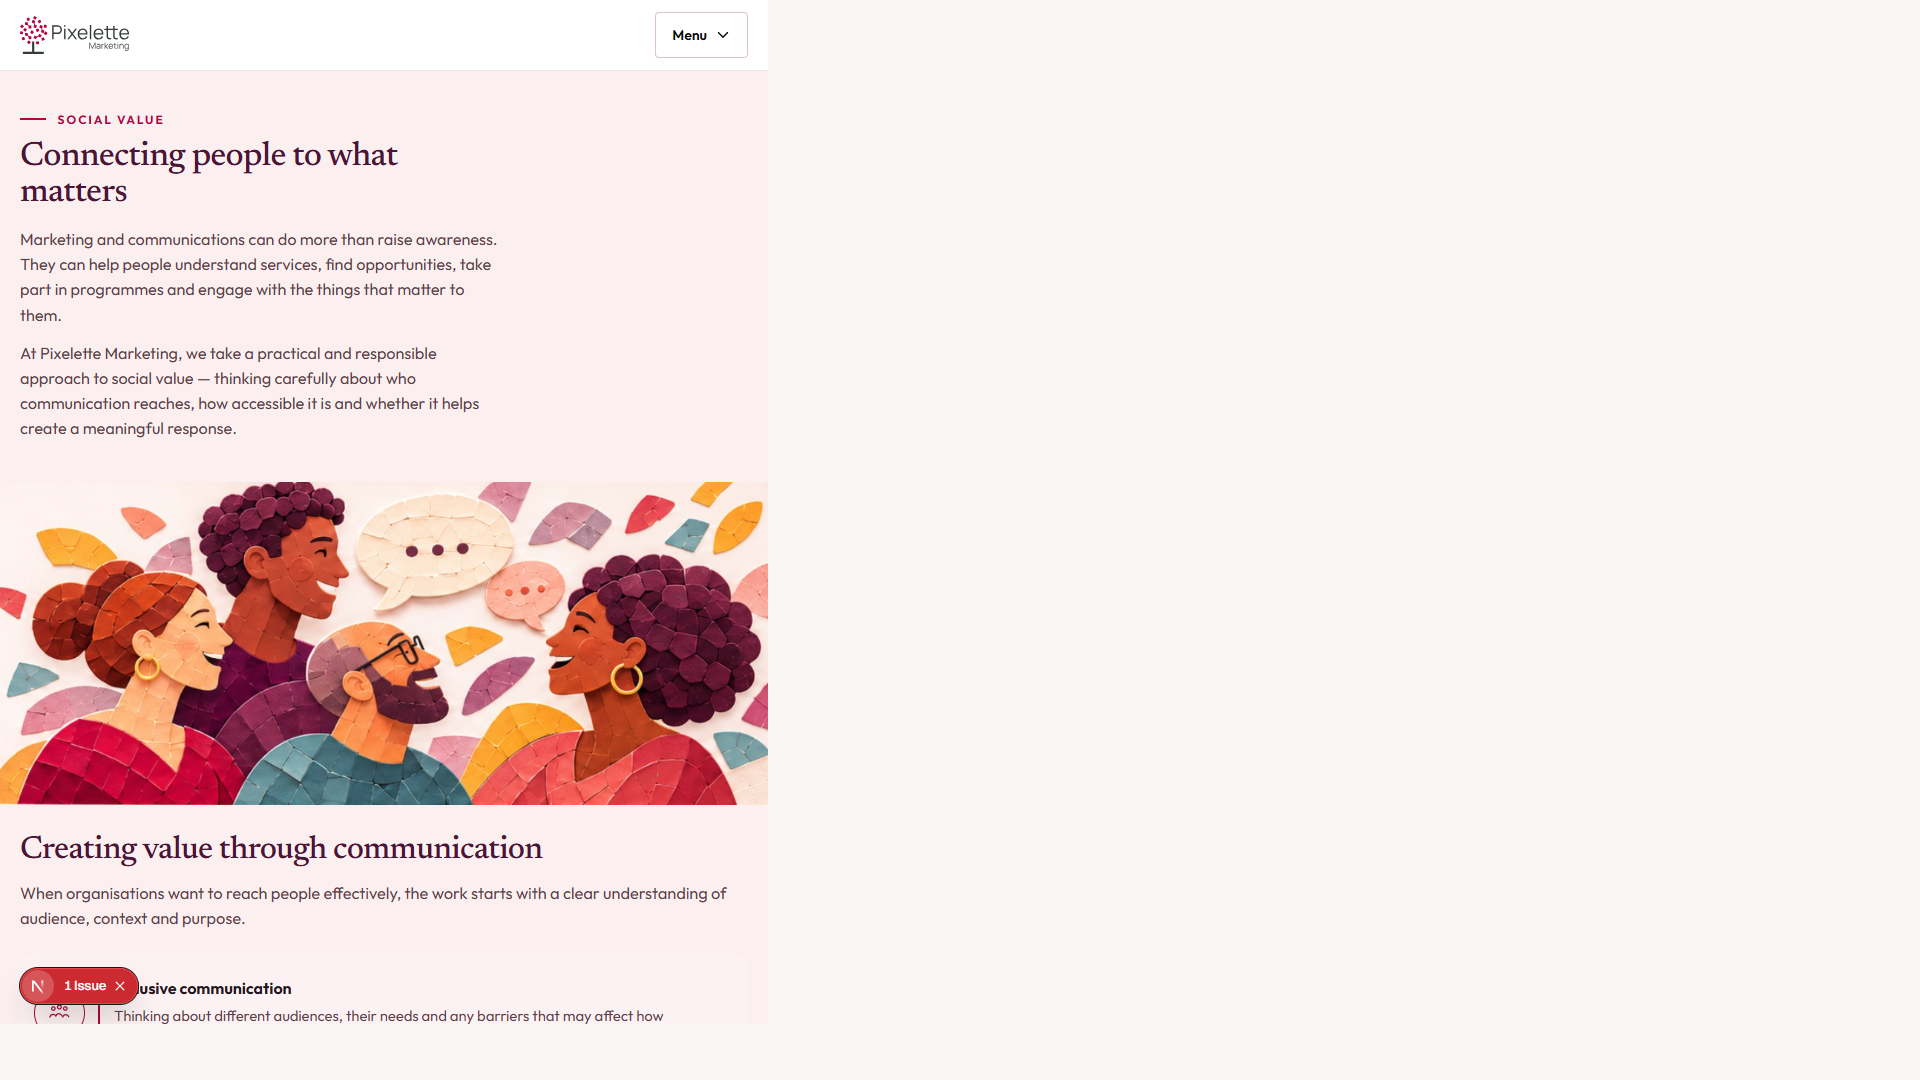 Pixelette
Marketing
Menu
SOCIAL VALUE
Connecting people to what
matters
Marketing and communications can do more than raise awareness.
They can help people understand services, find opportunities, take
part in programmes and engage with the things that matter to
them.
At Pixelette Marketing, we take a practical and responsible
approach to social value — thinking carefully about who
communication reaches, how accessible it is and whether it helps
create a meaningful response.
Creating value through communication
When organisations want to reach people effectively, the work starts with a clear understanding of
audience, context and purpose.
N 1 Issue
communication
Thinking about different audiences, their needs and any barriers that may affect how